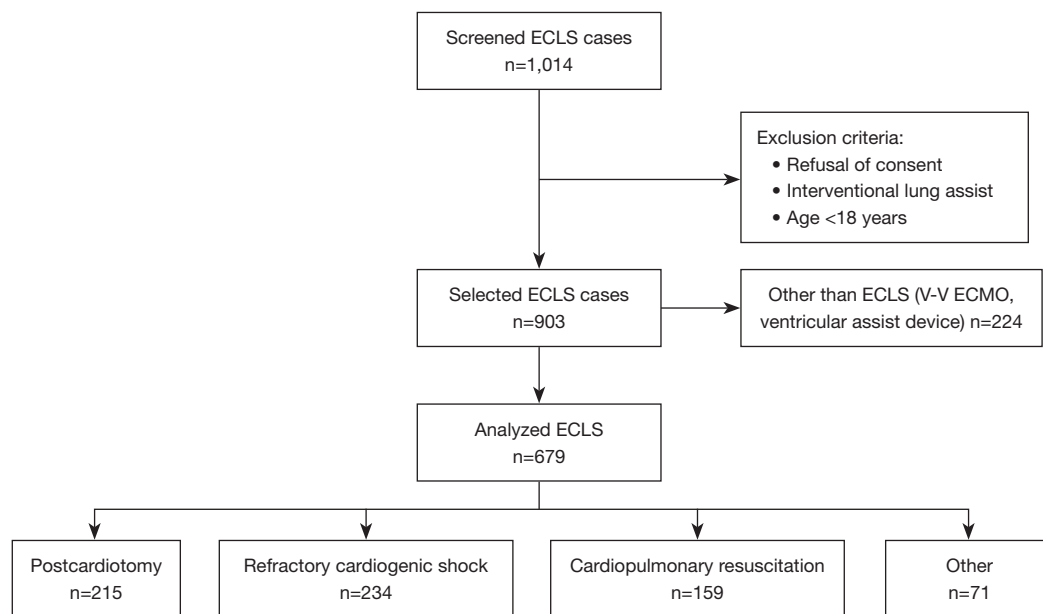 Screened ECLS cases
n=1,014
Exclusion criteria:
• Refusal of consent
• Interventional lung assist
• Age <18 years
Selected ECLS cases
n=903
Other than ECLS (V-V ECMO,
ventricular assist device) n=224
Analyzed ECLS
n=679
Postcardiotomy
n=215
Refractory cardiogenic shock
n=234
Cardiopulmonary resuscitation
n=159
Other
n=71